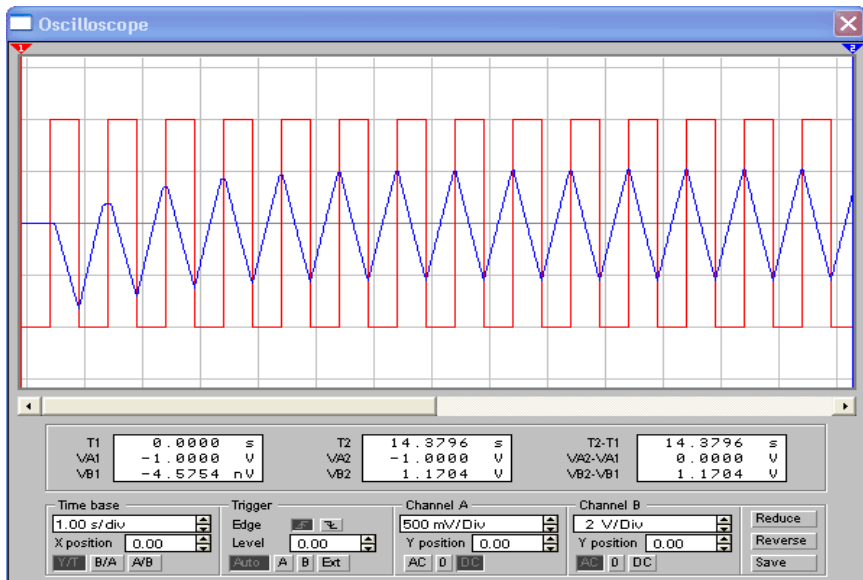 Oscilloscope
1 2
T1 0.0000 s T2 14.3796 s T2-T1 14.3796 s
VA1 -1.0000 V VA2 -1.0000 V VA2-VA1 0.0000 V
VB1 -4.5754 nV VB2 1.1704 V VB2-VB1 1.1704 V
Time base Trigger Channel A Channel B
1.00 s/div Edge 500 mV/Div 2 V/Div Reduce
X position 0.00 Level 0.00 Y position 0.00 Y position 0.00 Reverse
Y/T B/A A/B Auto A B Ext AC 0 DC AC 0 DC Save